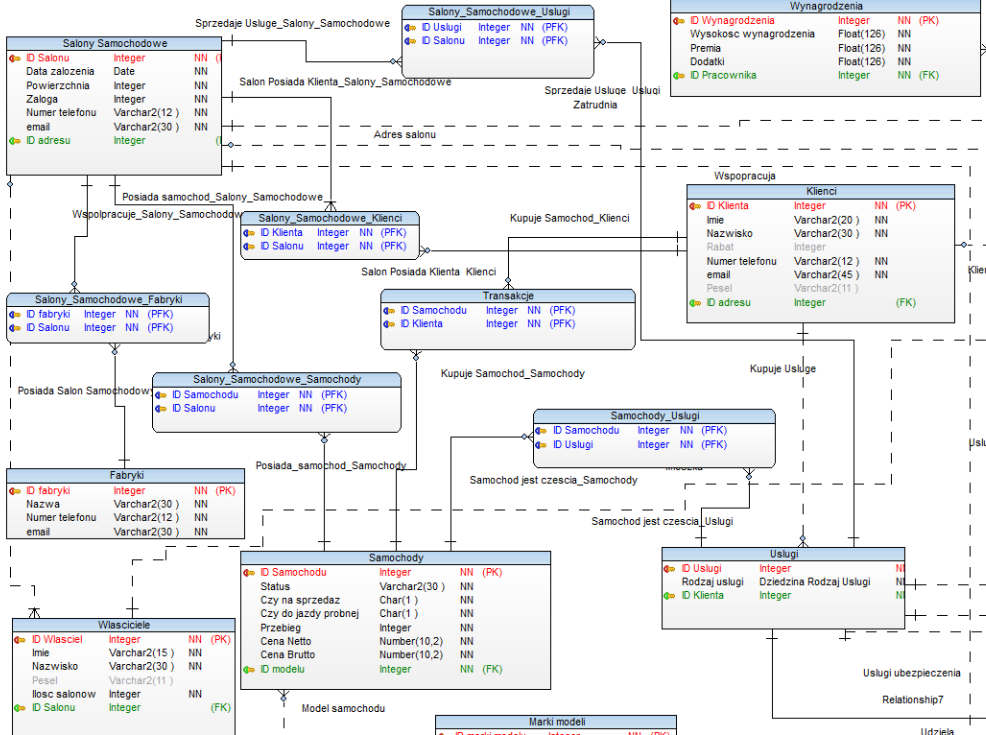 Salony_Samochodowe_Uslugi
ID Uslugi Integer NN (PFK)
ID Salonu Integer NN (PFK)
Wynagrodzenia
ID Wynagrodzenia Integer NN (PK)
Wysokosc wynagrodzenia Float(126) NN
Premia Float(126) NN
Dodatki Float(126) NN
ID Pracownika Integer NN (FK)
Sprzedaje Usluge_Salony_Samochodowe
Salony Samochodowe
ID Salonu Integer NN (
Data zalozenia Date NN
Powierzchnia Integer NN
Zaloga Integer NN
Numer telefonu Varchar2(12 ) NN
email Varchar2(30 ) NN
ID adresu Integer (
Salon Posiada Klienta_Salony_Samochodowe
Sprzedaje Usluge_Uslugi
Zatrudnia
Adres salonu
Wspopracuja
Posiada samochod_Salony_Samochodowe
Wspolpracuje_Salony_Samochodow
Salony_Samochodowe_Klienci
ID Klienta Integer NN (PFK)
ID Salonu Integer NN (PFK)
Kupuje Samochod_Klienci
Klienci
ID Klienta Integer NN (PK)
Imie Varchar2(20 ) NN
Nazwisko Varchar2(30 ) NN
Rabat Integer
Numer telefonu Varchar2(12 ) NN
email Varchar2(45 ) NN
Pesel Varchar2(11 )
ID adresu Integer (FK)
Klien
Salon Posiada Klienta_Klienci
Salony_Samochodowe_Fabryki
ID fabryki Integer NN (PFK)
ID Salonu Integer NN (PFK)
yki
Transakcje
ID Samochodu Integer NN (PFK)
ID Klienta Integer NN (PFK)
Kupuje Samochod_Samochody
Kupuje Usluge
Posiada Salon Samochodowy
Salony_Samochodowe_Samochody
ID Samochodu Integer NN (PFK)
ID Salonu Integer NN (PFK)
Samochody_Uslugi
ID Samochodu Integer NN (PFK)
ID Uslugi Integer NN (PFK)
Uslu
Posiada_samochod_Samochody
Samochod jest czescia_Samochody
Samochod jest czescia_Uslugi
Fabryki
ID fabryki Integer NN (PK)
Nazwa Varchar2(30 ) NN
Numer telefonu Varchar2(12 ) NN
email Varchar2(30 ) NN
Samochody
ID Samochodu Integer NN (PK)
Status Varchar2(30 ) NN
Czy na sprzedaz Char(1 ) NN
Czy do jazdy probnej Char(1 ) NN
Przebieg Integer NN
Cena Netto Number(10,2) NN
Cena Brutto Number(10,2) NN
ID modelu Integer NN (FK)
Uslugi
ID Uslugi Integer N
Rodzaj uslugi Dziedzina Rodzaj Uslugi N
ID Klienta Integer N
Wlasciciele
ID Wlasciel Integer NN (PK)
Imie Varchar2(15 ) NN
Nazwisko Varchar2(30 ) NN
Pesel Varchar2(11 )
Ilosc salonow Integer NN
ID Salonu Integer (FK)
Model samochodu
Uslugi ubezpieczenia
Relationship7
Udziela
Marki modeli
ID marki modelu Integer NN (PK)